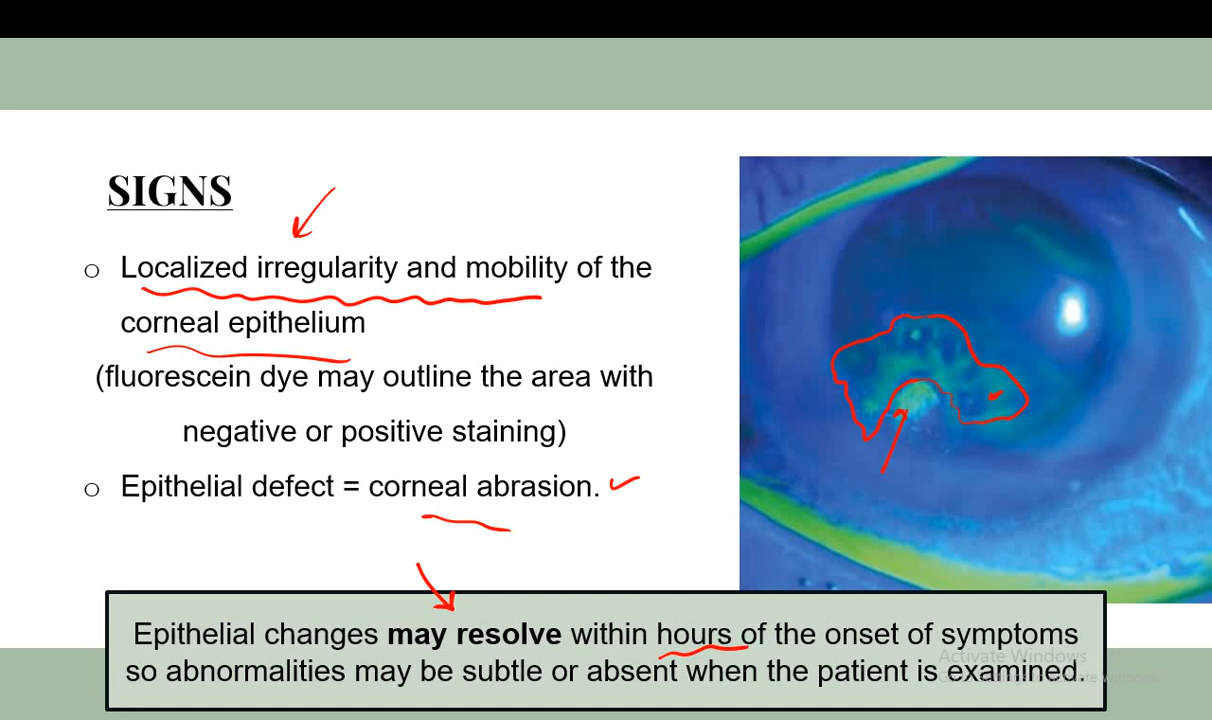 SIGNS
o Localized irregularity and mobility of the
corneal epithelium
(fluorescein dye may outline the area with
negative or positive staining)
o Epithelial defect = corneal abrasion.
Epithelial changes may resolve within hours of the onset of symptoms
so abnormalities may be subtle or absent when the patient is examined.
Activate Windows